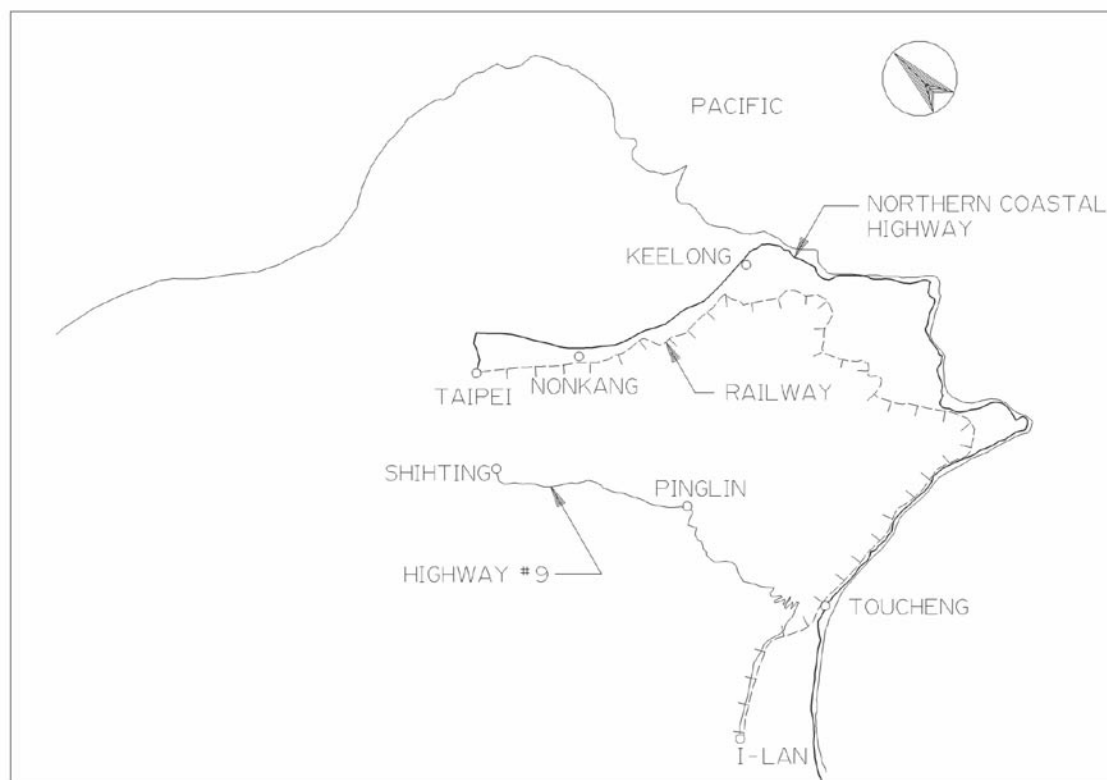 PACIFIC
NORTHERN COASTAL
HIGHWAY
KEELONG
NONKANG
TAIPEI
RAILWAY
SHIHTING
PINGLIN
HIGHWAY #9
TOUCHENG
I-LAN